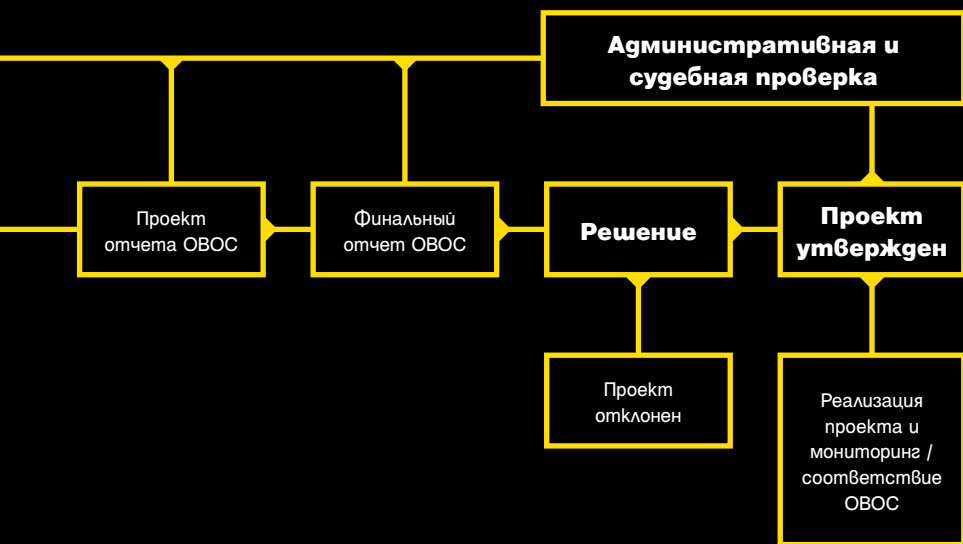 Административная и
судебная проверка
Проект
отчета ОВОС
Финальный
отчет ОВОС
Решение
Проект
утвержден
Проект
отклонен
Реализация
проекта и
мониторинг /
соответствие
ОВОС